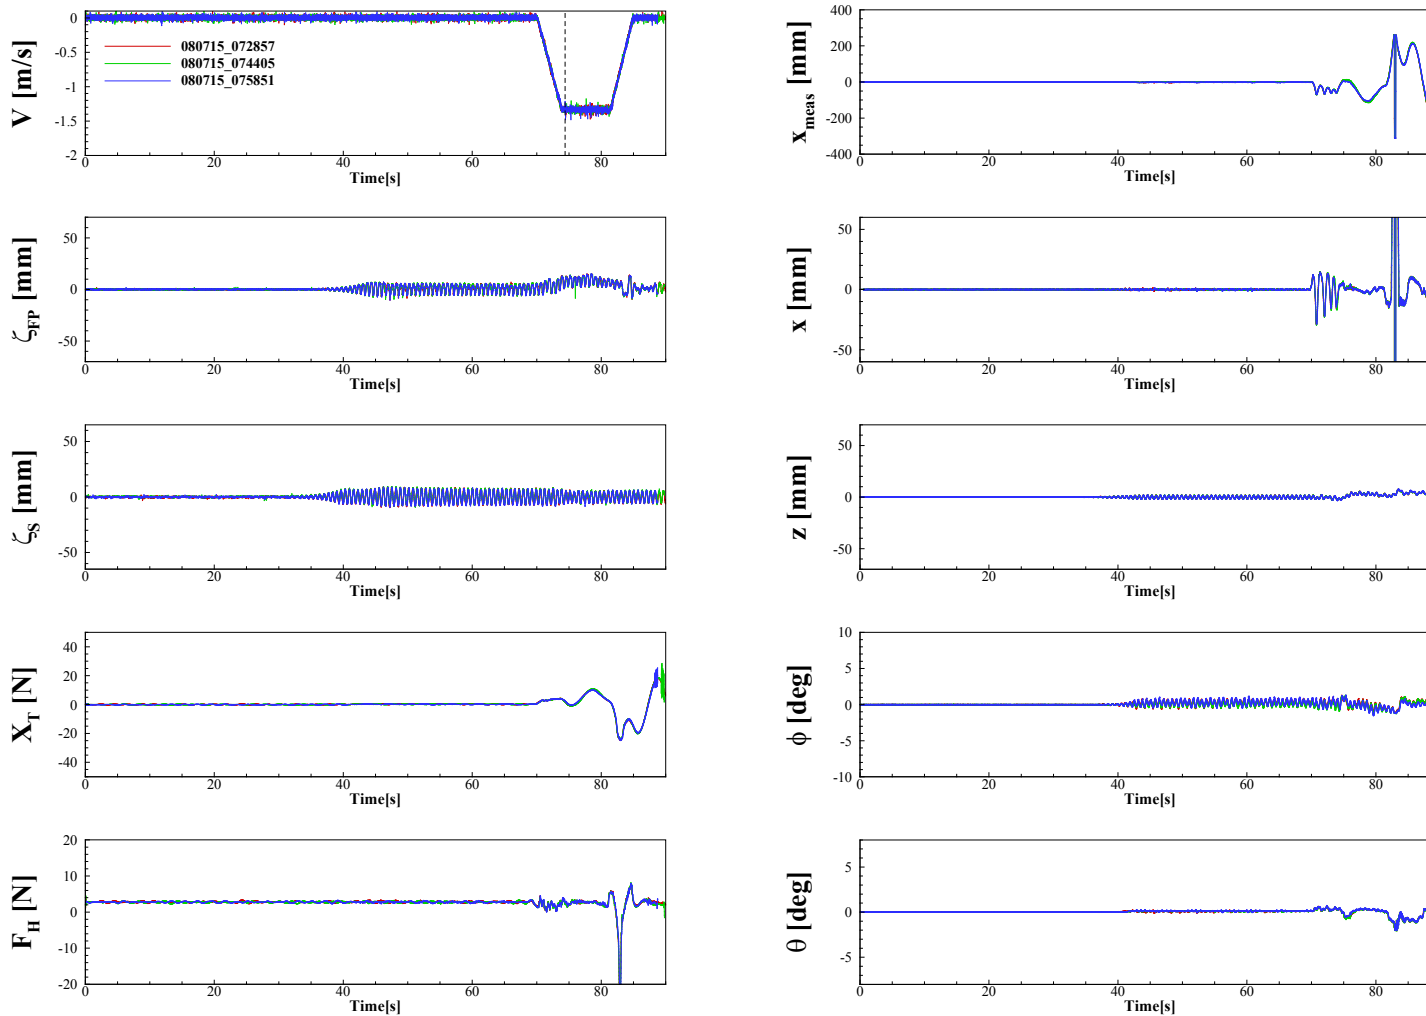 V [m/s]
0
-0.5
-1
-1.5
-2
080715_072857
080715_074405
080715_075851
0 20 40 60 80
Time[s]
x_meas [mm]
400
200
0
-200
-400
0 20 40 60 80
Time[s]
ζ_FP [mm]
50
0
-50
0 20 40 60 80
Time[s]
x [mm]
50
0
-50
0 20 40 60 80
Time[s]
ζ_S [mm]
50
0
-50
0 20 40 60 80
Time[s]
z [mm]
50
0
-50
0 20 40 60 80
Time[s]
X_T [N]
40
20
0
-20
-40
0 20 40 60 80
Time[s]
ϕ [deg]
10
5
0
-5
-10
0 20 40 60 80
Time[s]
F_H [N]
20
10
0
-10
-20
0 20 40 60 80
Time[s]
θ [deg]
5
0
-5
0 20 40 60 80
Time[s]